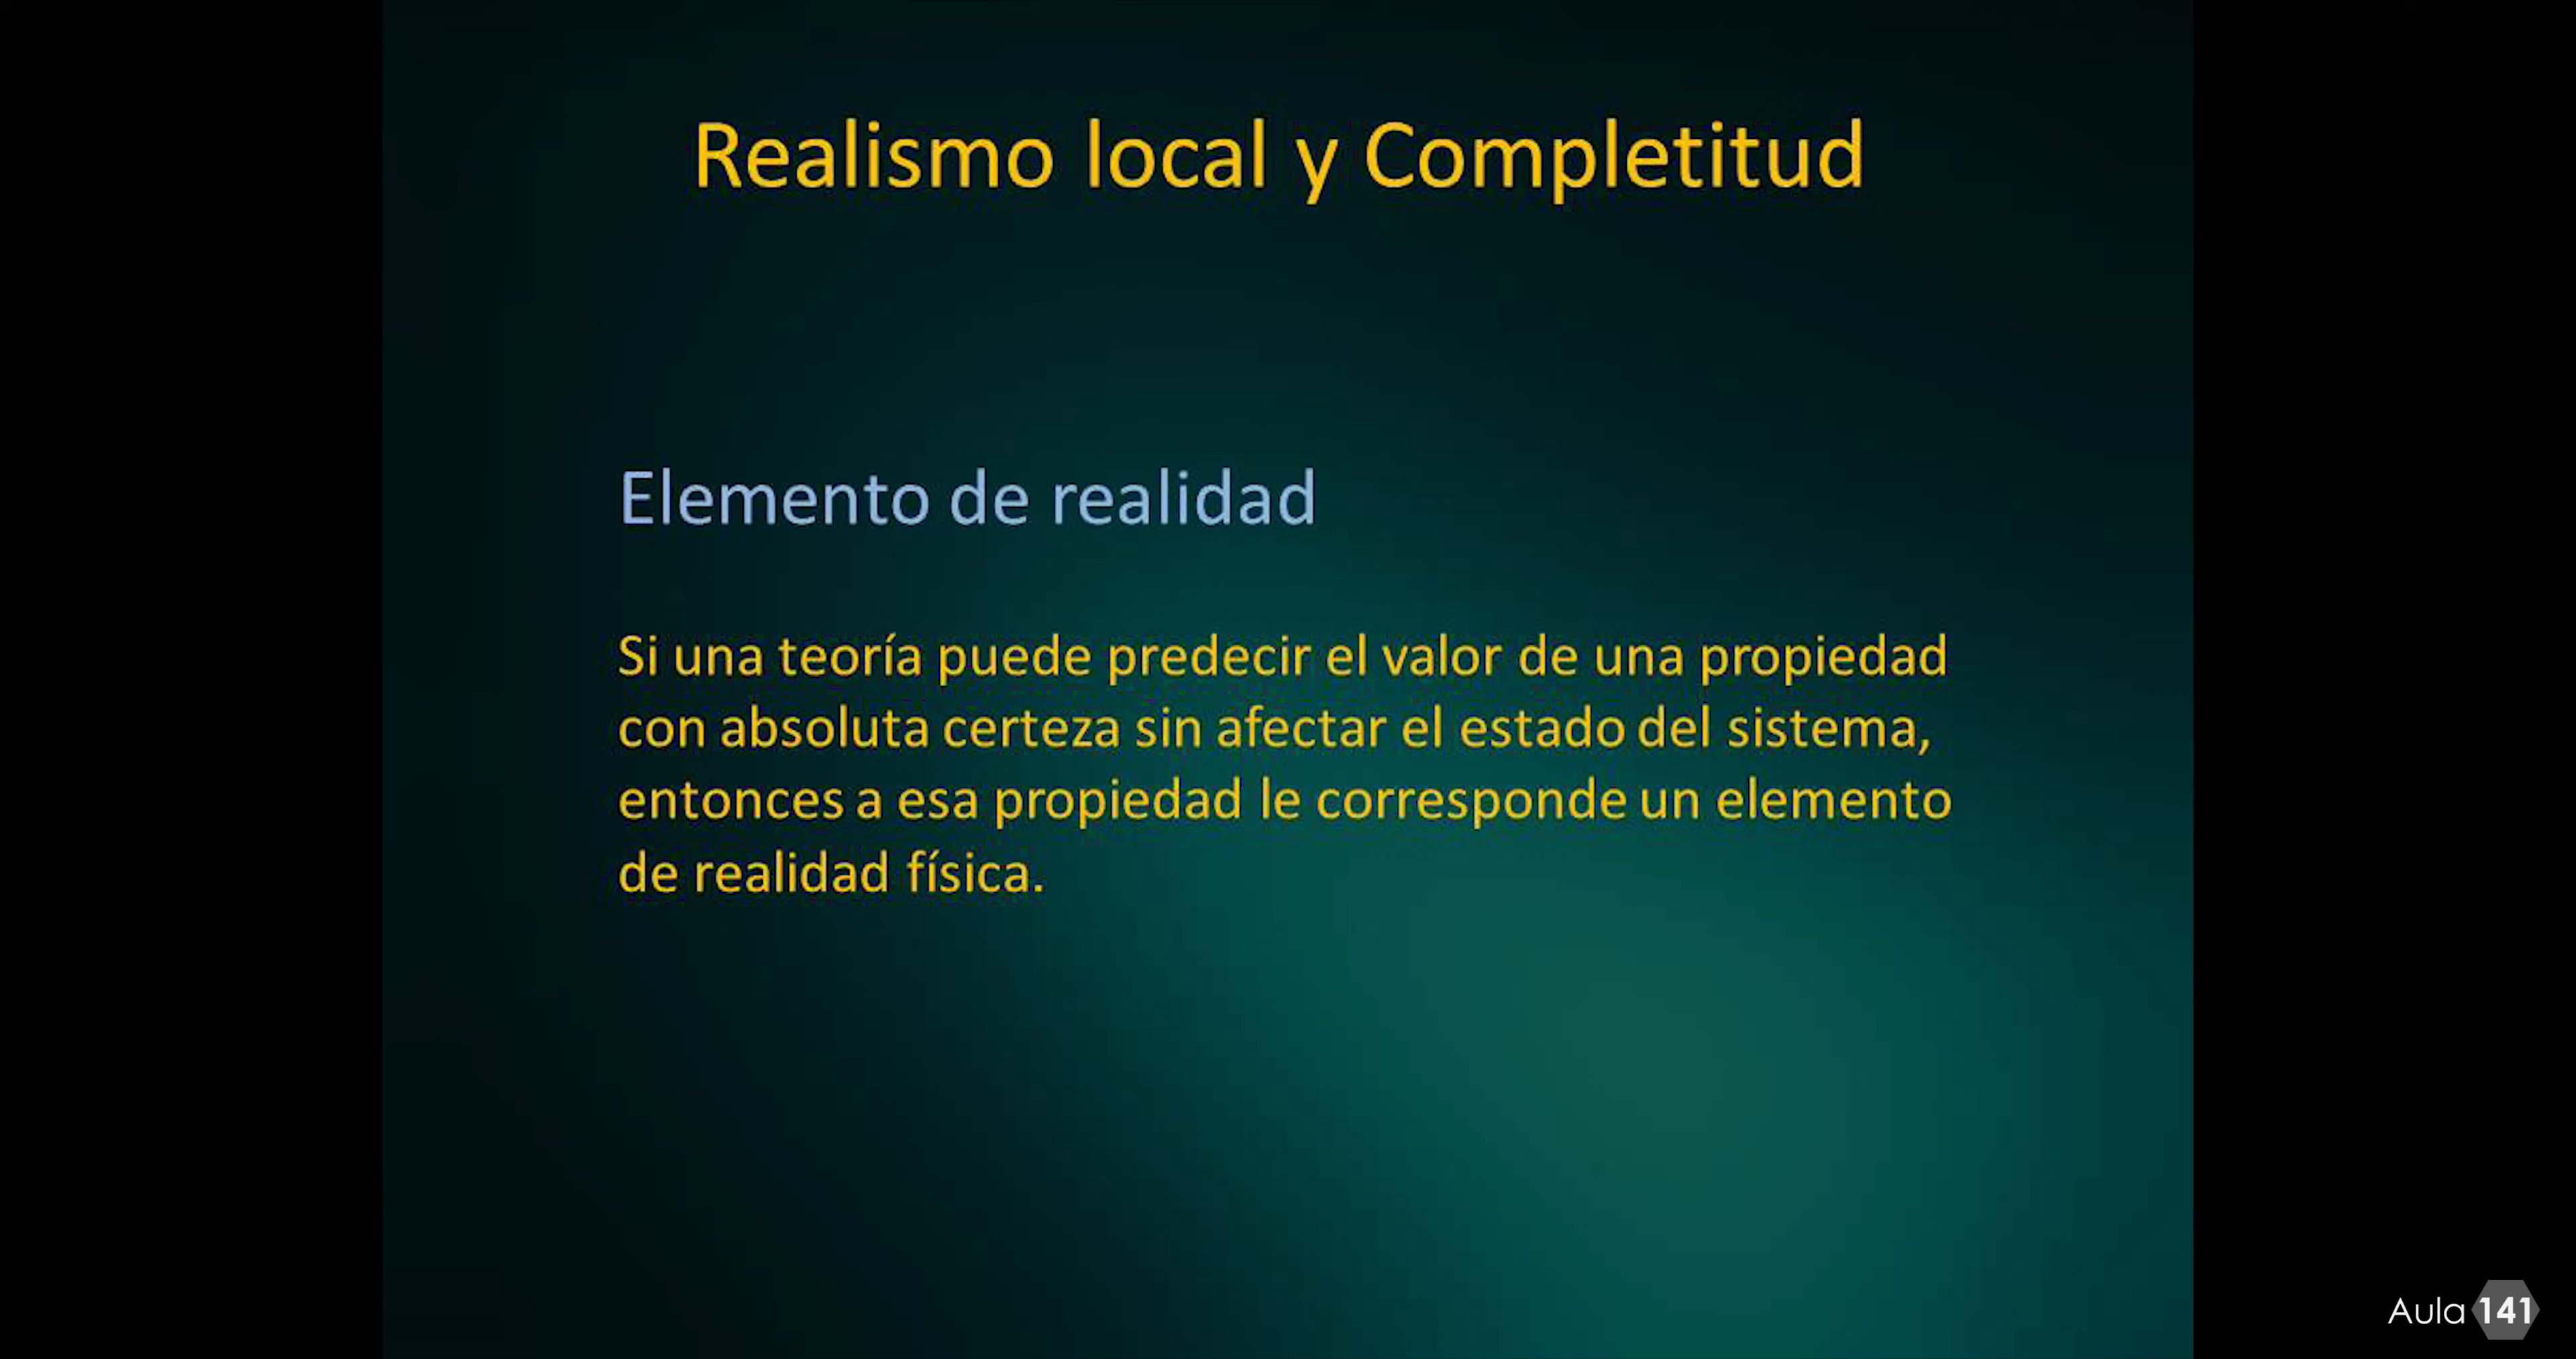 Realismo local y Completitud
Elemento de realidad
Si una teoría puede predecir el valor de una propiedad
con absoluta certeza sin afectar el estado del sistema,
entonces a esa propiedad le corresponde un elemento
de realidad física.
Aula 141